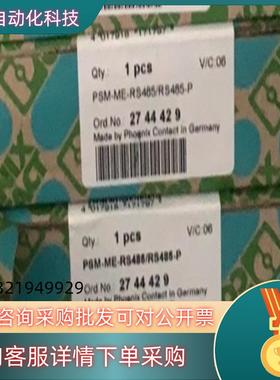 自动化科技
4 017918 171707
Qty.: 1 pcs
V/C.06
PSM-ME-RS485/RS485-P
Ord No.: 27 44 42 9
Made by Phoenix Contact in Germany
Qty.: 1 pcs
V/C.06
PSM-ME-RS485/RS485-P
321949929
Ord No.: 27 44 42 9
Made by Phoenix Contact in Germany
咨询采购批发可对公开票
客服详情下单采购